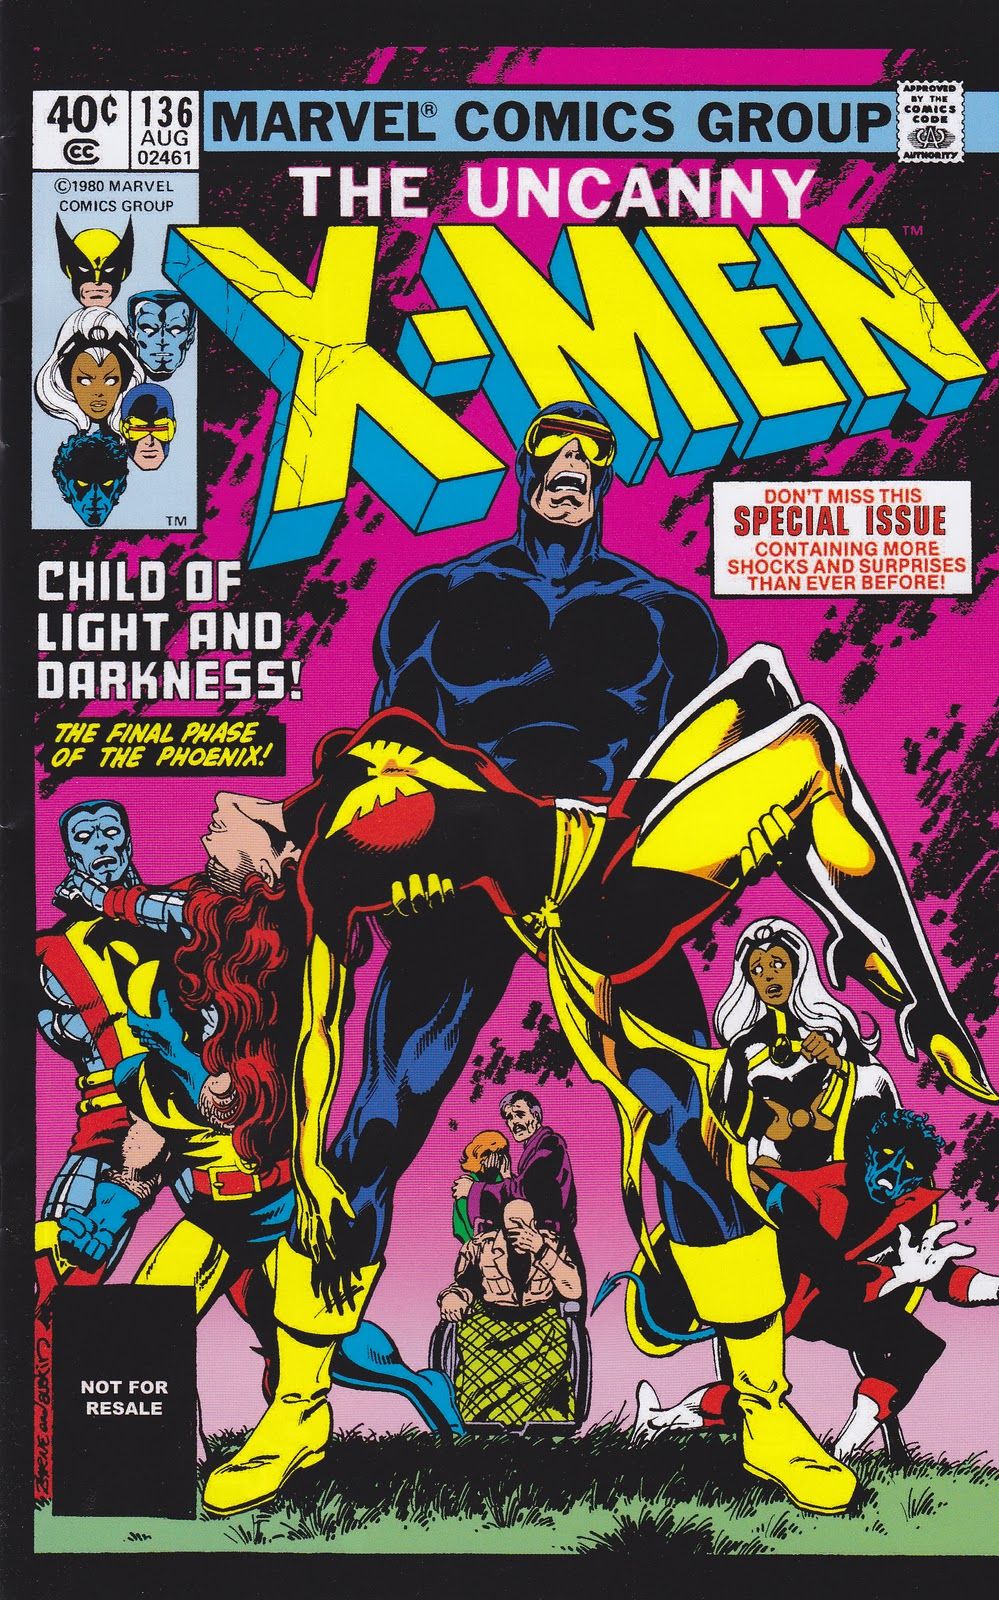 40¢
CC
136
AUG
02461
MARVEL® COMICS GROUP
APPROVED
BY THE
COMICS
CODE
CA
AUTHORITY
©1980 MARVEL
COMICS GROUP
TM
THE UNCANNY
X-MEN™
DON'T MISS THIS
SPECIAL ISSUE
CONTAINING MORE
SHOCKS AND SURPRISES
THAN EVER BEFORE!
CHILD OF
LIGHT AND
DARKNESS!
THE FINAL PHASE
OF THE PHOENIX!
NOT FOR
RESALE